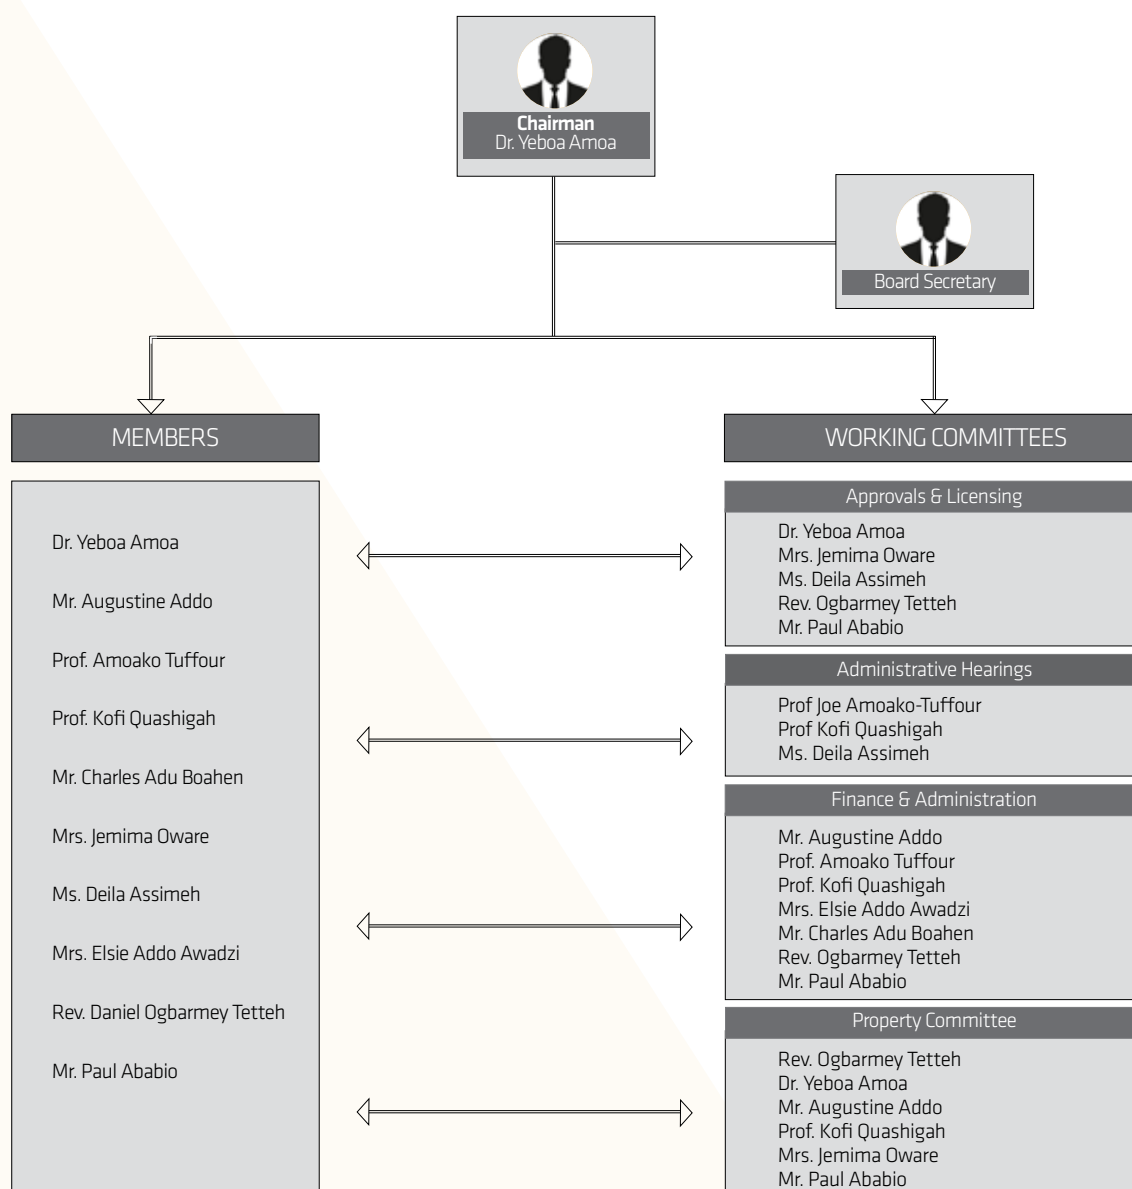 Chairman
Dr. Yeboa Amoa
Board Secretary
MEMBERS
Dr. Yeboa Amoa
Mr. Augustine Addo
Prof. Amoako Tuffour
Prof. Kofi Quashigah
Mr. Charles Adu Boahen
Mrs. Jemima Oware
Ms. Deila Assimeh
Mrs. Elsie Addo Awadzi
Rev. Daniel Ogbarmey Tetteh
Mr. Paul Ababio
WORKING COMMITTEES
Approvals & Licensing
Dr. Yeboa Amoa
Mrs. Jemima Oware
Ms. Deila Assimeh
Rev. Ogbarmey Tetteh
Mr. Paul Ababio
Administrative Hearings
Prof Joe Amoako-Tuffour
Prof Kofi Quashigah
Ms. Deila Assimeh
Finance & Administration
Mr. Augustine Addo
Prof. Amoako Tuffour
Prof. Kofi Quashigah
Mrs. Elsie Addo Awadzi
Mr. Charles Adu Boahen
Rev. Ogbarmey Tetteh
Mr. Paul Ababio
Property Committee
Rev. Ogbarmey Tetteh
Dr. Yeboa Amoa
Mr. Augustine Addo
Prof. Kofi Quashigah
Mrs. Jemima Oware
Mr. Paul Ababio